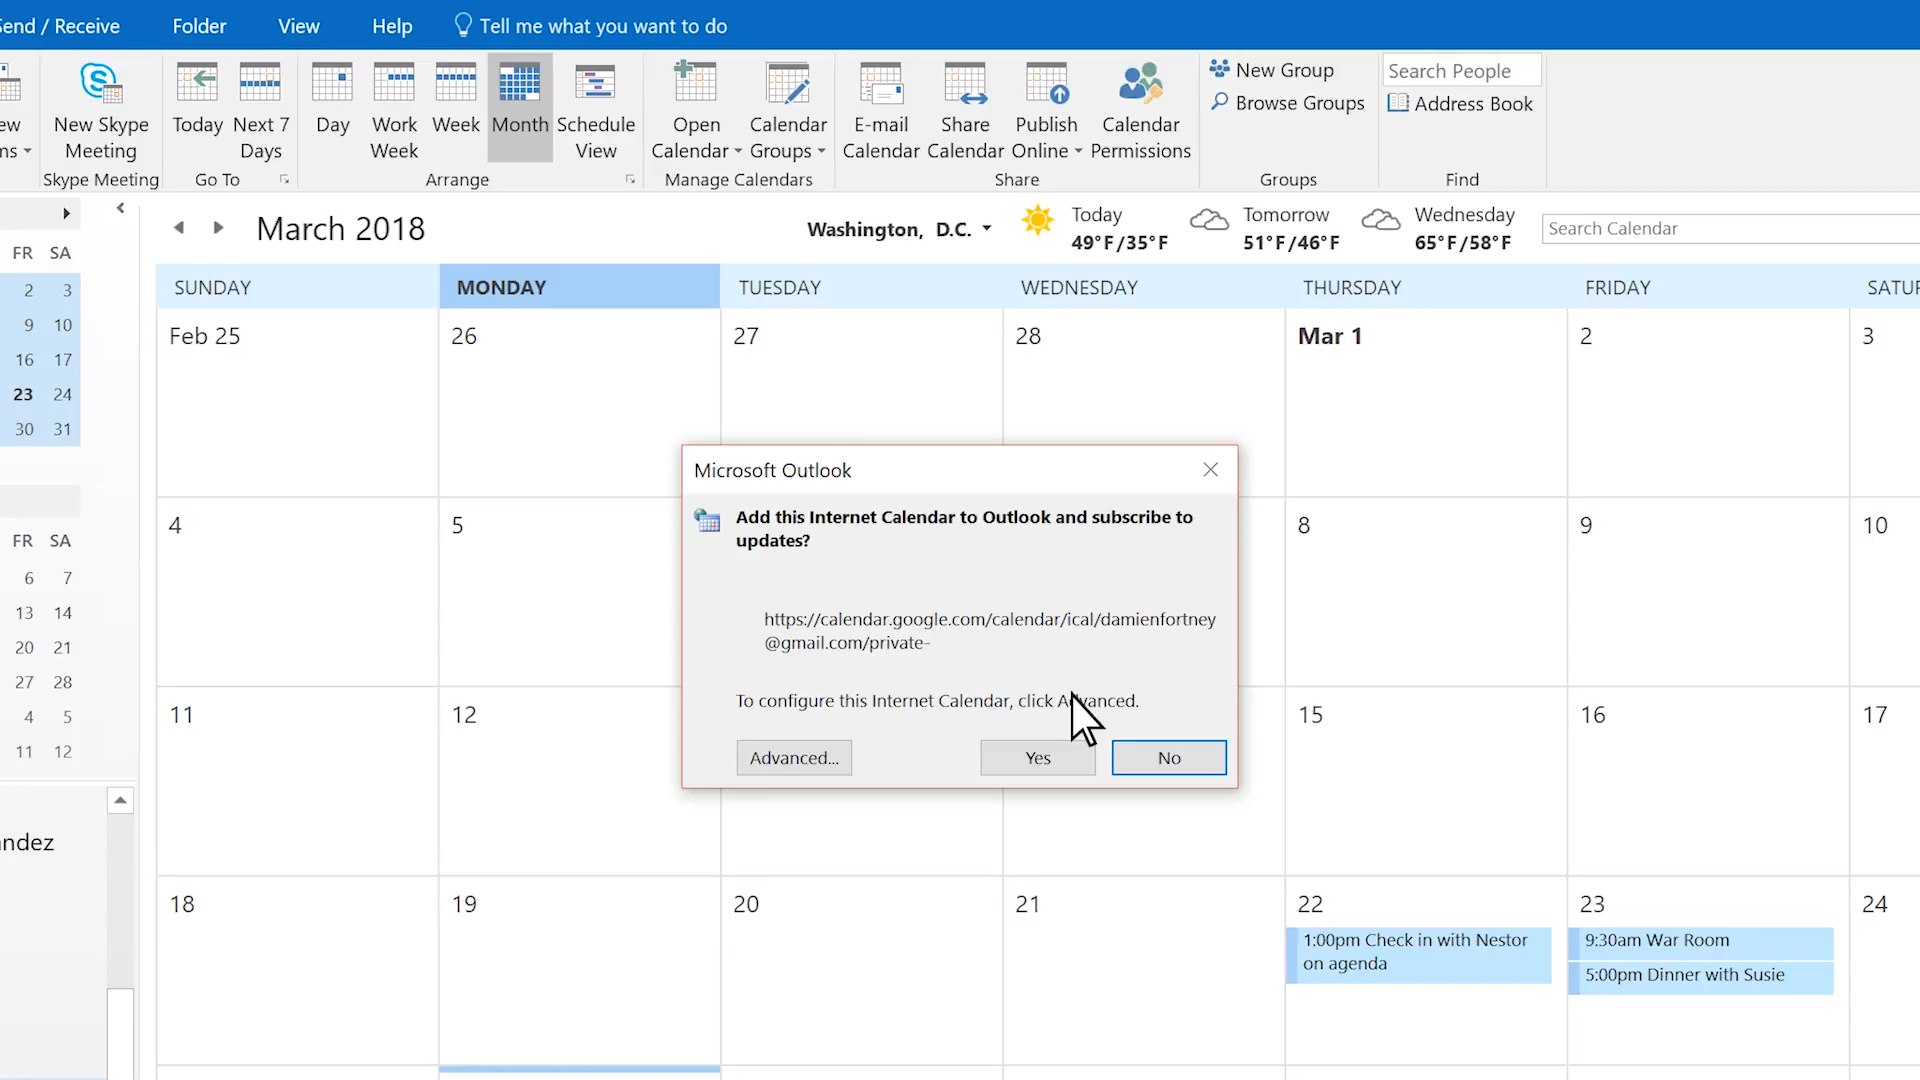 Send / Receive Folder View Help Tell me what you want to do
New Skype Meeting
Today
Next 7 Days
Day
Work Week
Week
Month
Schedule View
Open Calendar
Calendar Groups
E-mail Calendar
Share Calendar
Publish Online
Calendar Permissions
New Group
Browse Groups
Search People
Address Book
Skype Meeting Go To Arrange Manage Calendars Share Groups Find
March 2018
Washington, D.C.
Today
49°F/35°F
Tomorrow
51°F/46°F
Wednesday
65°F/58°F
Search Calendar
FR SA
2 3
9 10
16 17
23 24
30 31
FR SA
6 7
13 14
20 21
27 28
4 5
11 12
SUNDAY MONDAY TUESDAY WEDNESDAY THURSDAY FRIDAY
Feb 25 26 27 28 Mar 1 2 3
4 5 8 9 10
11 12 15 16 17
18 19 20 21 22 23 24
1:00pm Check in with Nestor
on agenda
9:30am War Room
5:00pm Dinner with Susie
Microsoft Outlook
Add this Internet Calendar to Outlook and subscribe to
updates?
https://calendar.google.com/calendar/ical/damienfortney
@gmail.com/private-
To configure this Internet Calendar, click Advanced.
Advanced... Yes No